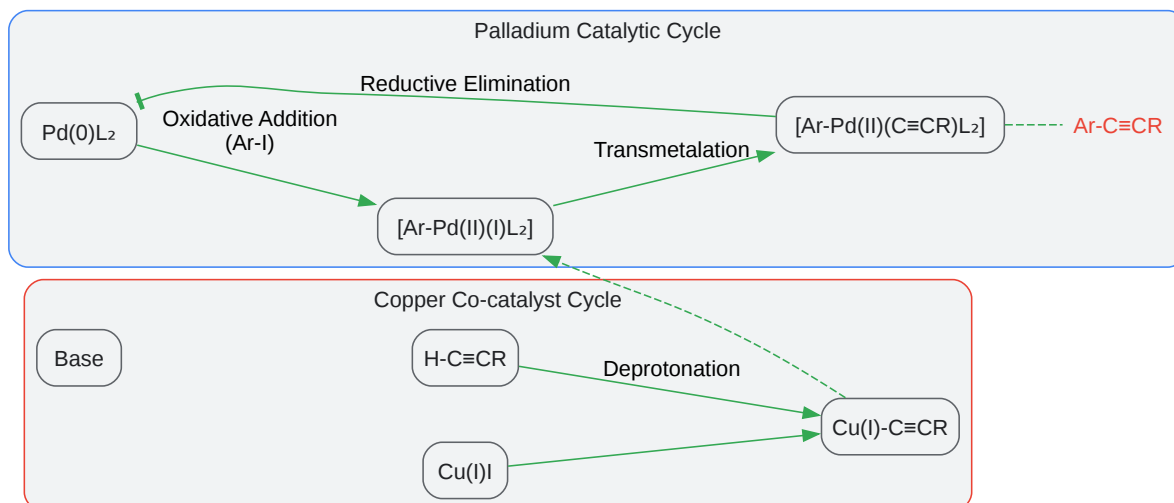 Palladium Catalytic Cycle
Reductive Elimination
Pd(0)L₂
Oxidative Addition
(Ar-I)
[Ar-Pd(II)(C≡CR)L₂]
Ar-C≡CR
Transmetalation
[Ar-Pd(II)(I)L₂]
Copper Co-catalyst Cycle
Base
H-C≡CR
Deprotonation
Cu(I)-C≡CR
Cu(I)I